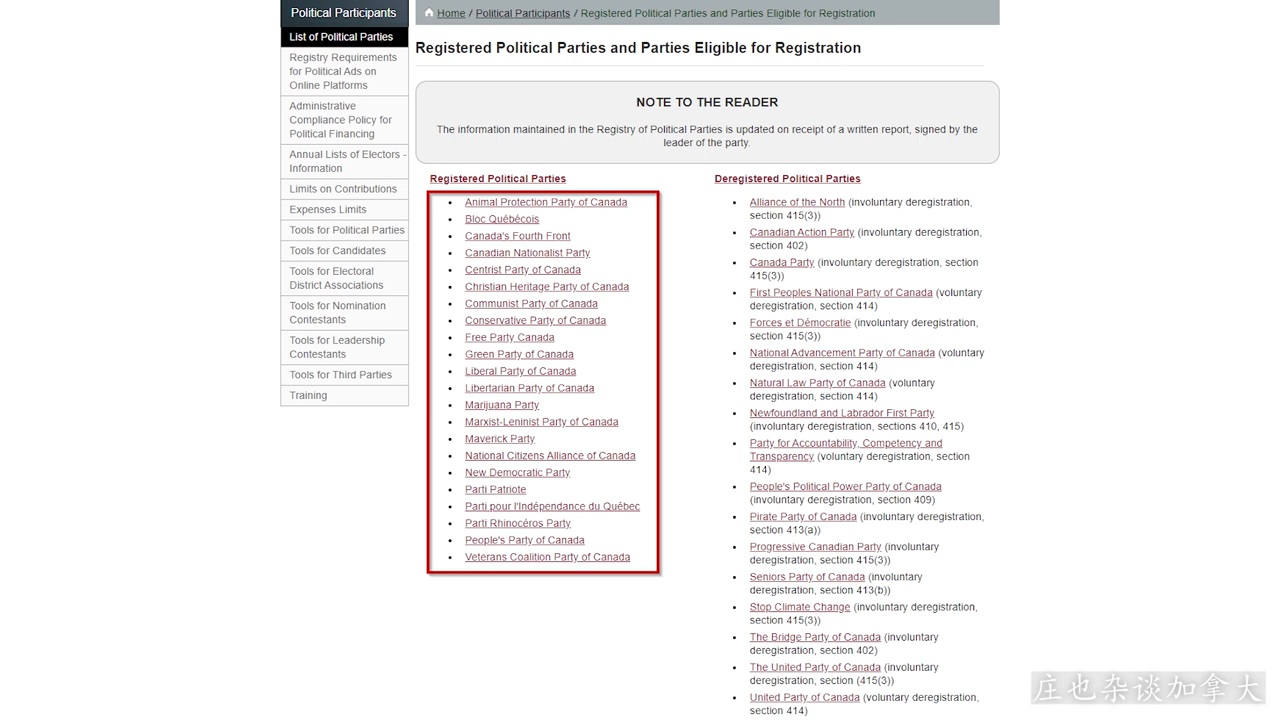 Political Participants
List of Political Parties
Registry Requirements
for Political Ads on
Online Platforms
Administrative
Compliance Policy for
Political Financing
Annual Lists of Electors -
Information
Limits on Contributions
Expenses Limits
Tools for Political Parties
Tools for Candidates
Tools for Electoral
District Associations
Tools for Nomination
Contestants
Tools for Leadership
Contestants
Tools for Third Parties
Training
Home / Political Participants / Registered Political Parties and Parties Eligible for Registration
Registered Political Parties and Parties Eligible for Registration
NOTE TO THE READER
The information maintained in the Registry of Political Parties is updated on receipt of a written report, signed by the
leader of the party.
Registered Political Parties
Animal Protection Party of Canada
Bloc Québécois
Canada's Fourth Front
Canadian Nationalist Party
Centrist Party of Canada
Christian Heritage Party of Canada
Communist Party of Canada
Conservative Party of Canada
Free Party Canada
Green Party of Canada
Liberal Party of Canada
Libertarian Party of Canada
Marijuana Party
Marxist-Leninist Party of Canada
Maverick Party
National Citizens Alliance of Canada
New Democratic Party
Parti Patriote
Parti pour l'Indépendance du Québec
Parti Rhinocéros Party
People's Party of Canada
Veterans Coalition Party of Canada
Deregistered Political Parties
Alliance of the North (involuntary deregistration,
section 415(3))
Canadian Action Party (involuntary deregistration,
section 402)
Canada Party (involuntary deregistration, section
415(3))
First Peoples National Party of Canada (voluntary
deregistration, section 414)
Forces et Démocratie (involuntary deregistration,
section 415(3))
National Advancement Party of Canada (voluntary
deregistration, section 414)
Natural Law Party of Canada (voluntary
deregistration, section 414)
Newfoundland and Labrador First Party
(involuntary deregistration, sections 410, 415)
Party for Accountability, Competency and
Transparency (voluntary deregistration, section
414)
People's Political Power Party of Canada
(involuntary deregistration, section 409)
Pirate Party of Canada (involuntary deregistration,
section 413(a))
Progressive Canadian Party (involuntary
deregistration, section 415(3))
Seniors Party of Canada (involuntary
deregistration, section 413(b))
Stop Climate Change (involuntary deregistration,
section 415(3))
The Bridge Party of Canada (involuntary
deregistration, section 402)
The United Party of Canada (involuntary
deregistration, section (415(3))
United Party of Canada (voluntary deregistration,
section 414)
庄也杂谈加拿大